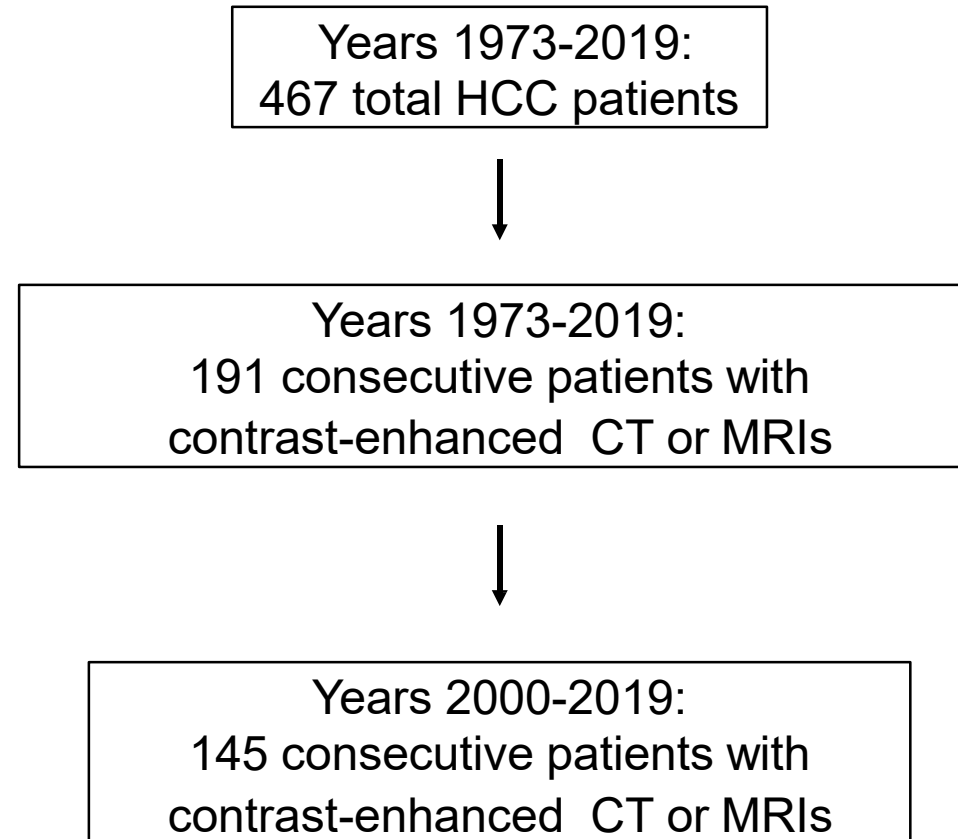 Years 1973-2019:
467 total HCC patients
Years 1973-2019:
191 consecutive patients with
contrast-enhanced CT or MRIs
Years 2000-2019:
145 consecutive patients with
contrast-enhanced CT or MRIs